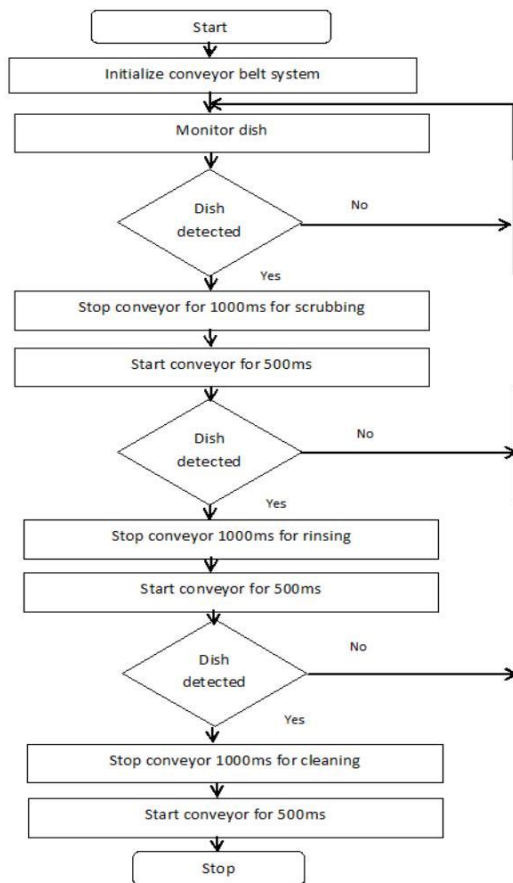 Start
Initialize conveyor belt system
Monitor dish
Dish
detected
No
Yes
Stop conveyor for 1000ms for scrubbing
Start conveyor for 500ms
Dish
detected
No
Yes
Stop conveyor 1000ms for rinsing
Start conveyor for 500ms
Dish
detected
No
Yes
Stop conveyor 1000ms for cleaning
Start conveyor for 500ms
Stop